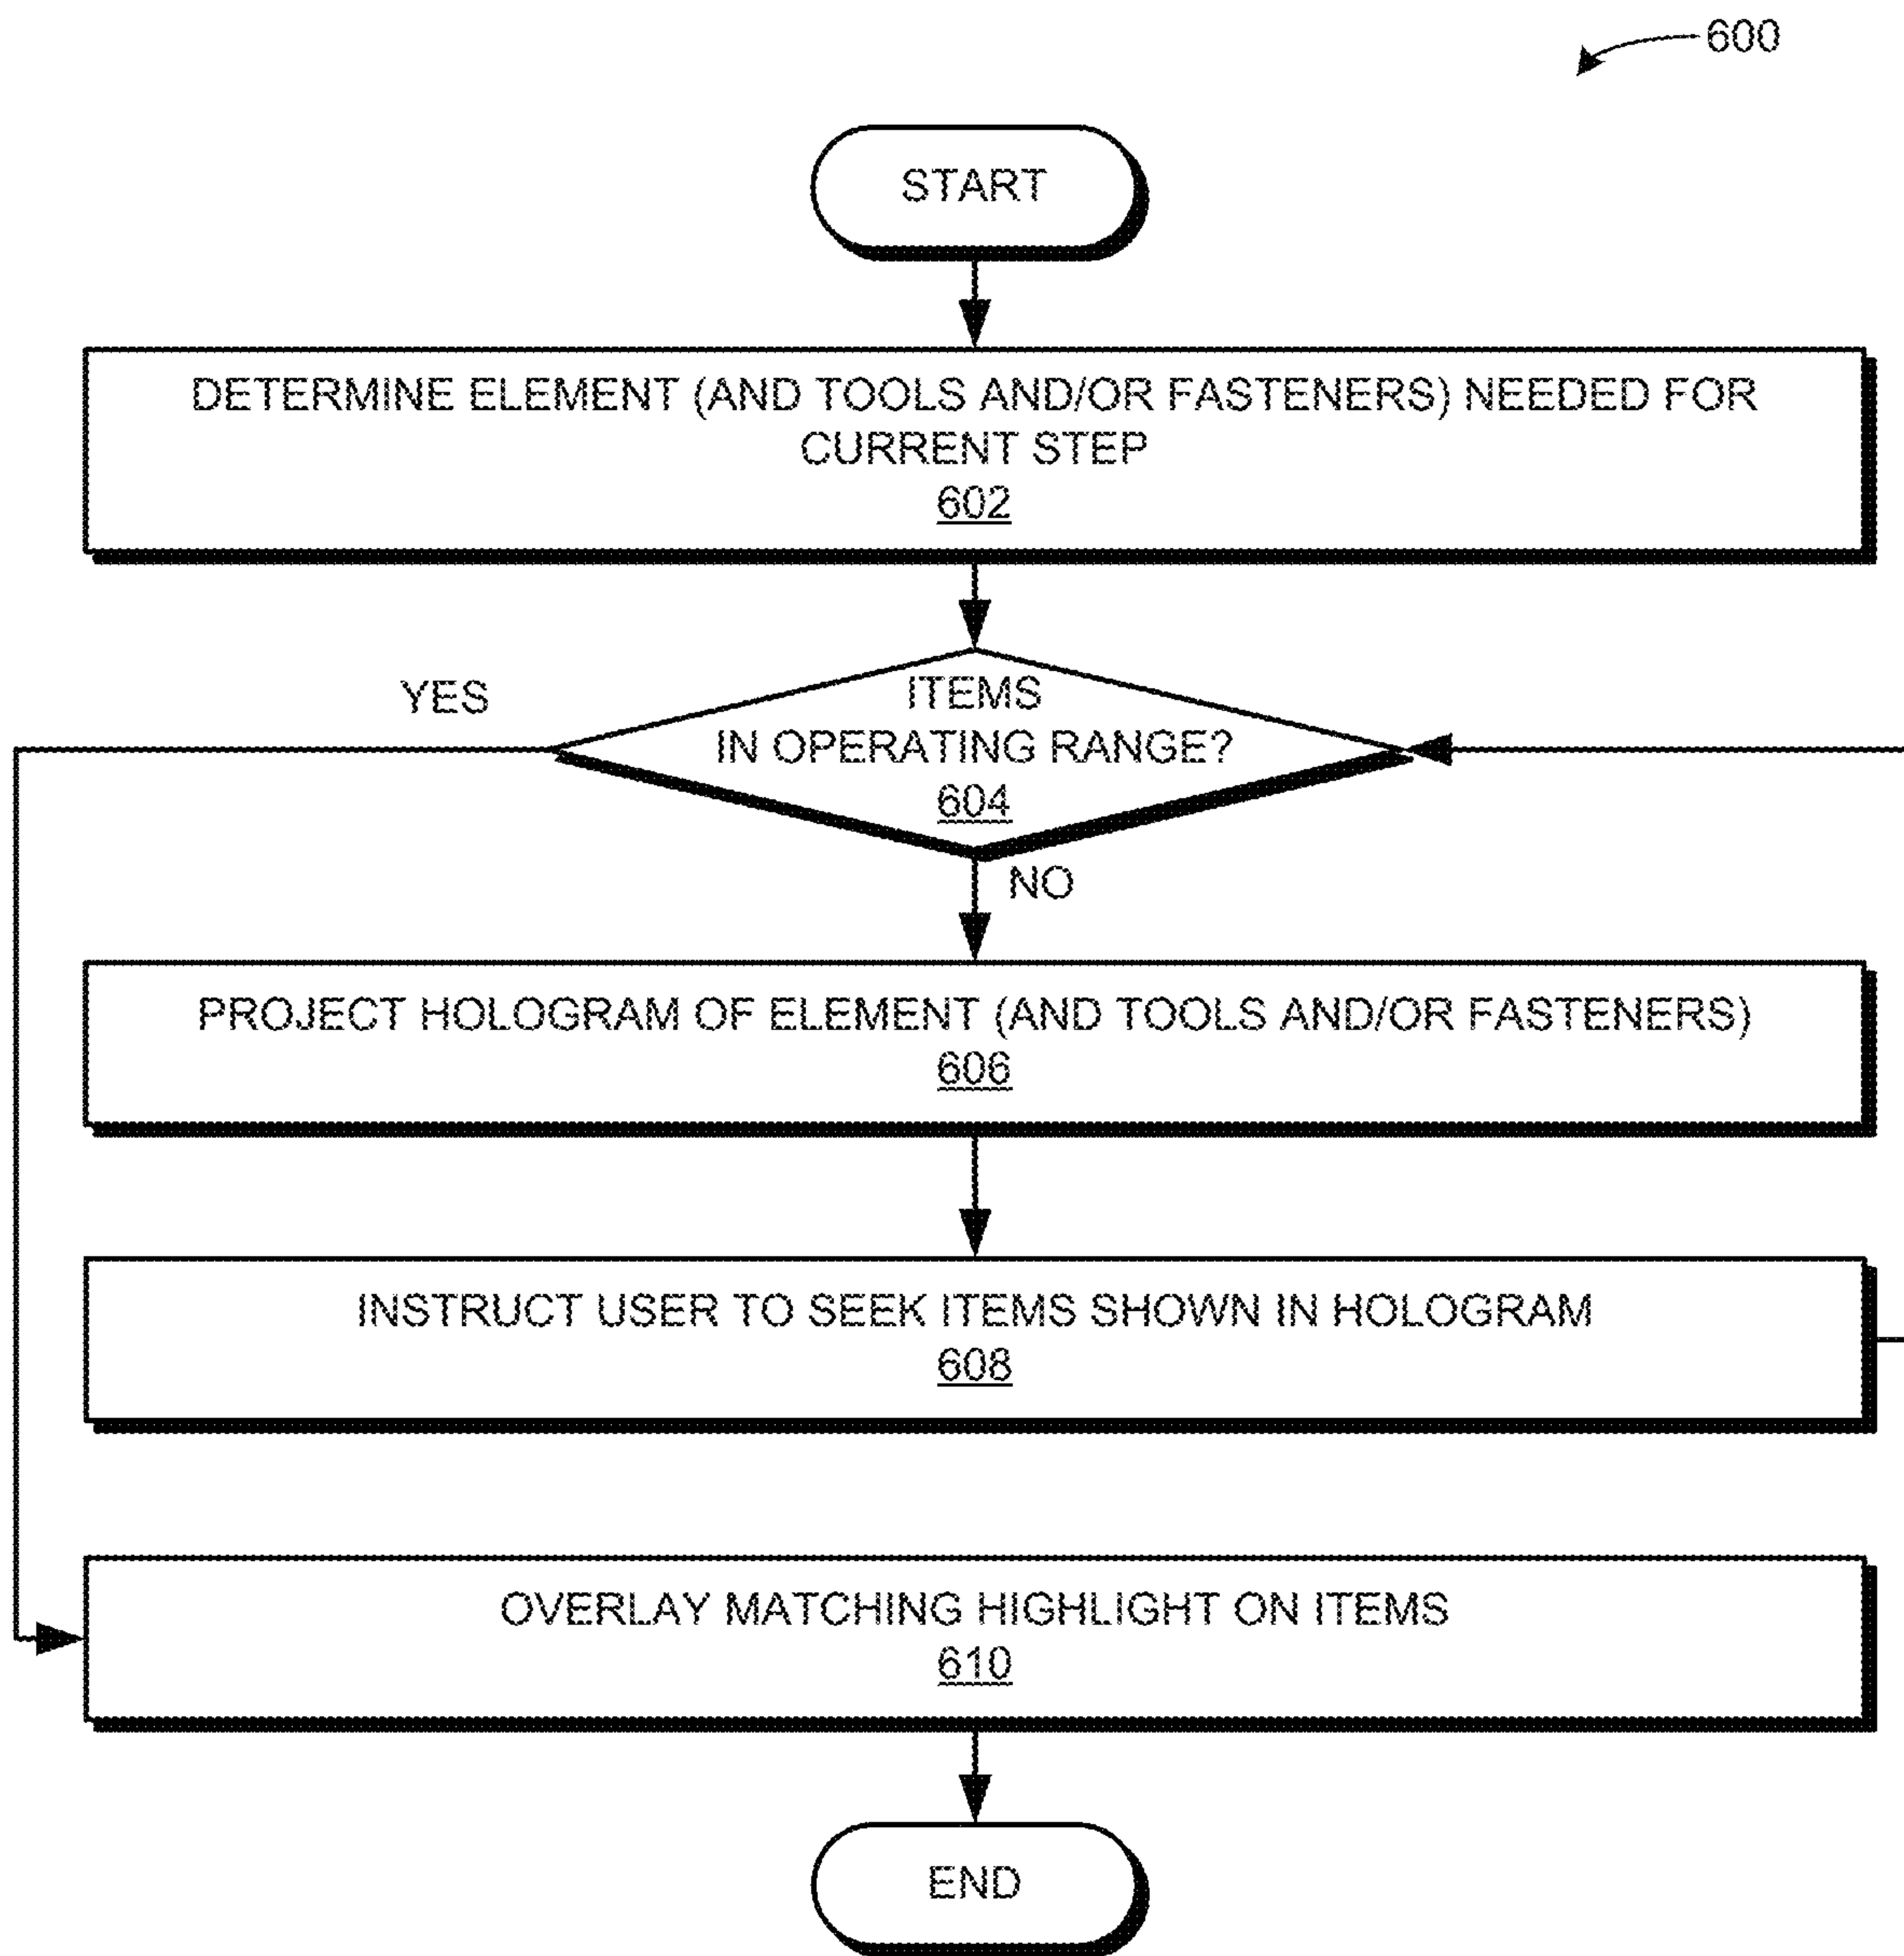 600
START
DETERMINE ELEMENT (AND TOOLS AND/OR FASTENERS) NEEDED FOR
CURRENT STEP
602
YES
ITEMS
IN OPERATING RANGE?
604
NO
PROJECT HOLOGRAM OF ELEMENT (AND TOOLS AND/OR FASTENERS)
606
INSTRUCT USER TO SEEK ITEMS SHOWN IN HOLOGRAM
608
OVERLAY MATCHING HIGHLIGHT ON ITEMS
610
END